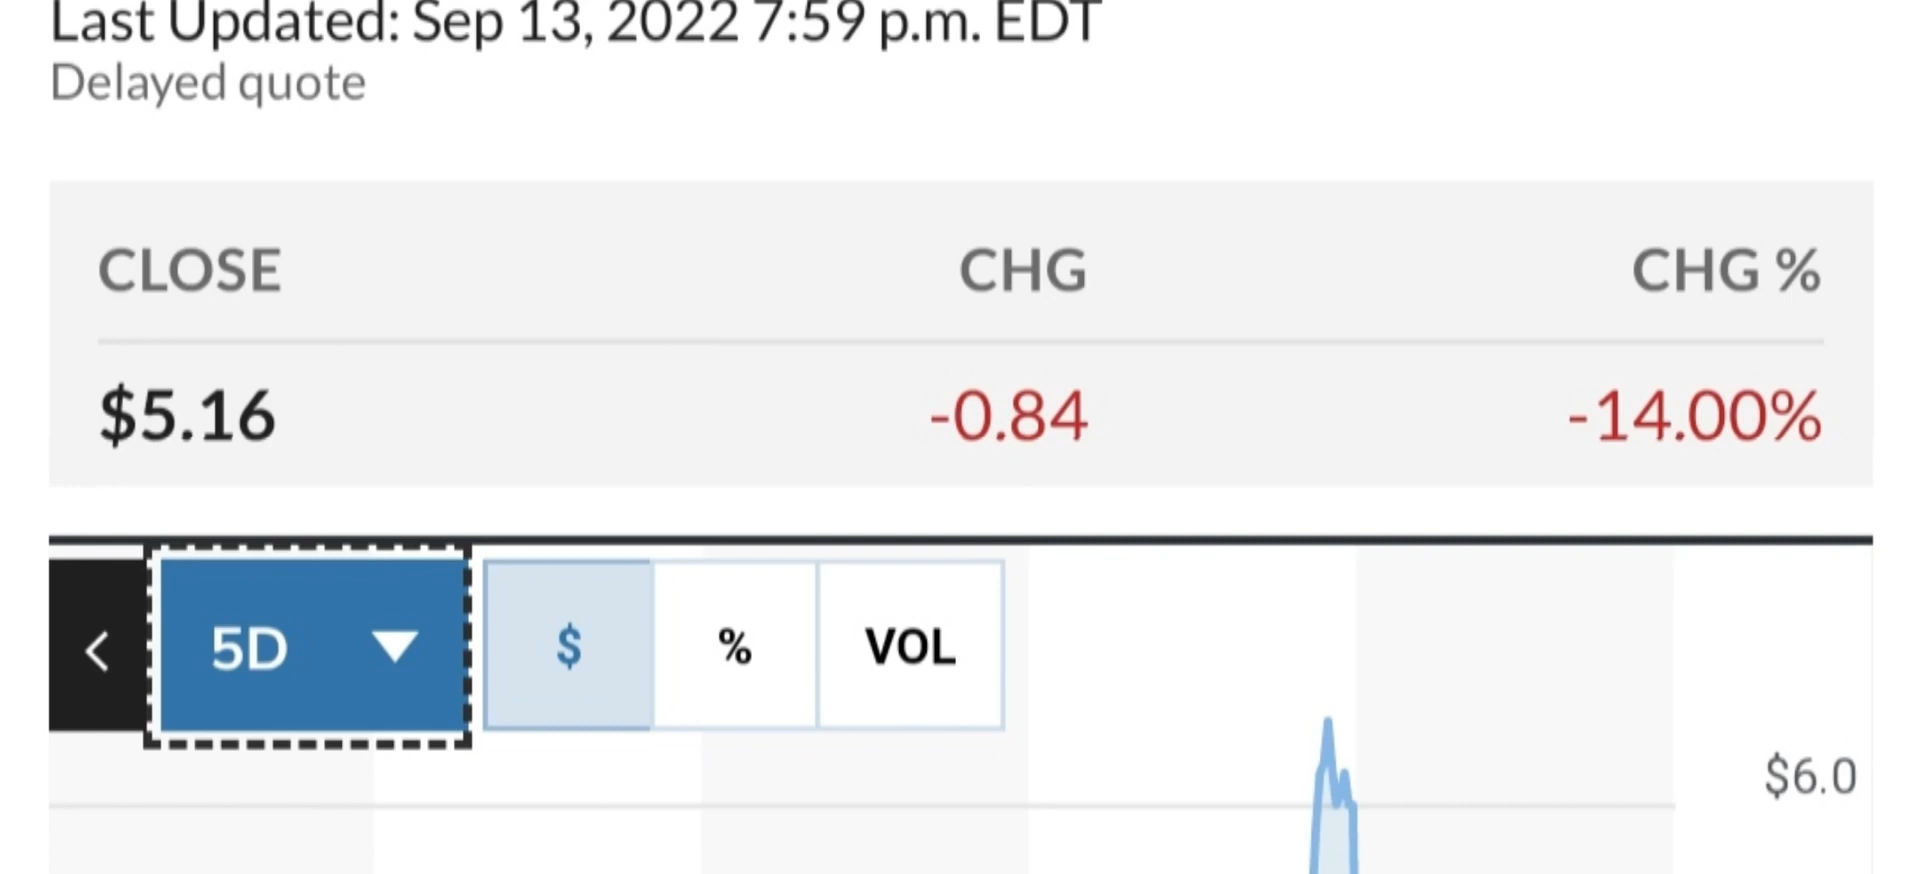 Last Updated: Sep 13, 2022 7:59 p.m. EDT
Delayed quote
CLOSE CHG CHG %
$5.16 -0.84 -14.00%
< 5D ▼ $ % VOL
$6.0